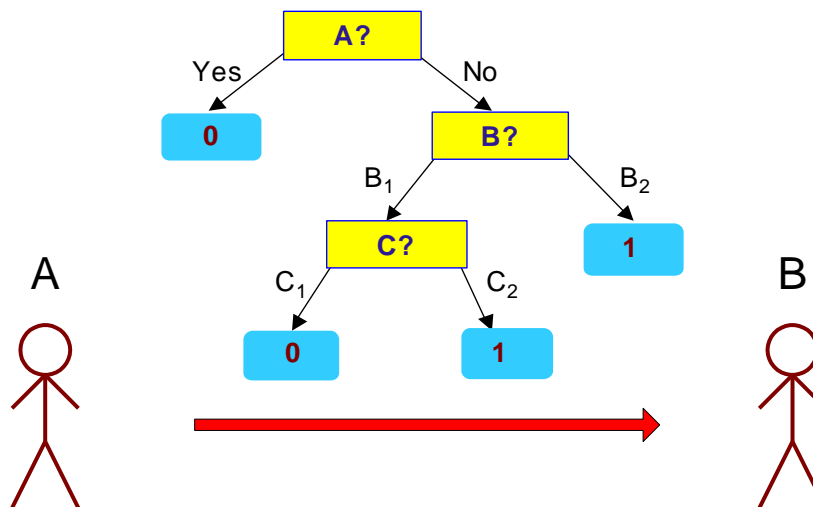 A?
Yes No
0
B?
B₁ B₂
C?
1
A
B
C₁ C₂
0 1